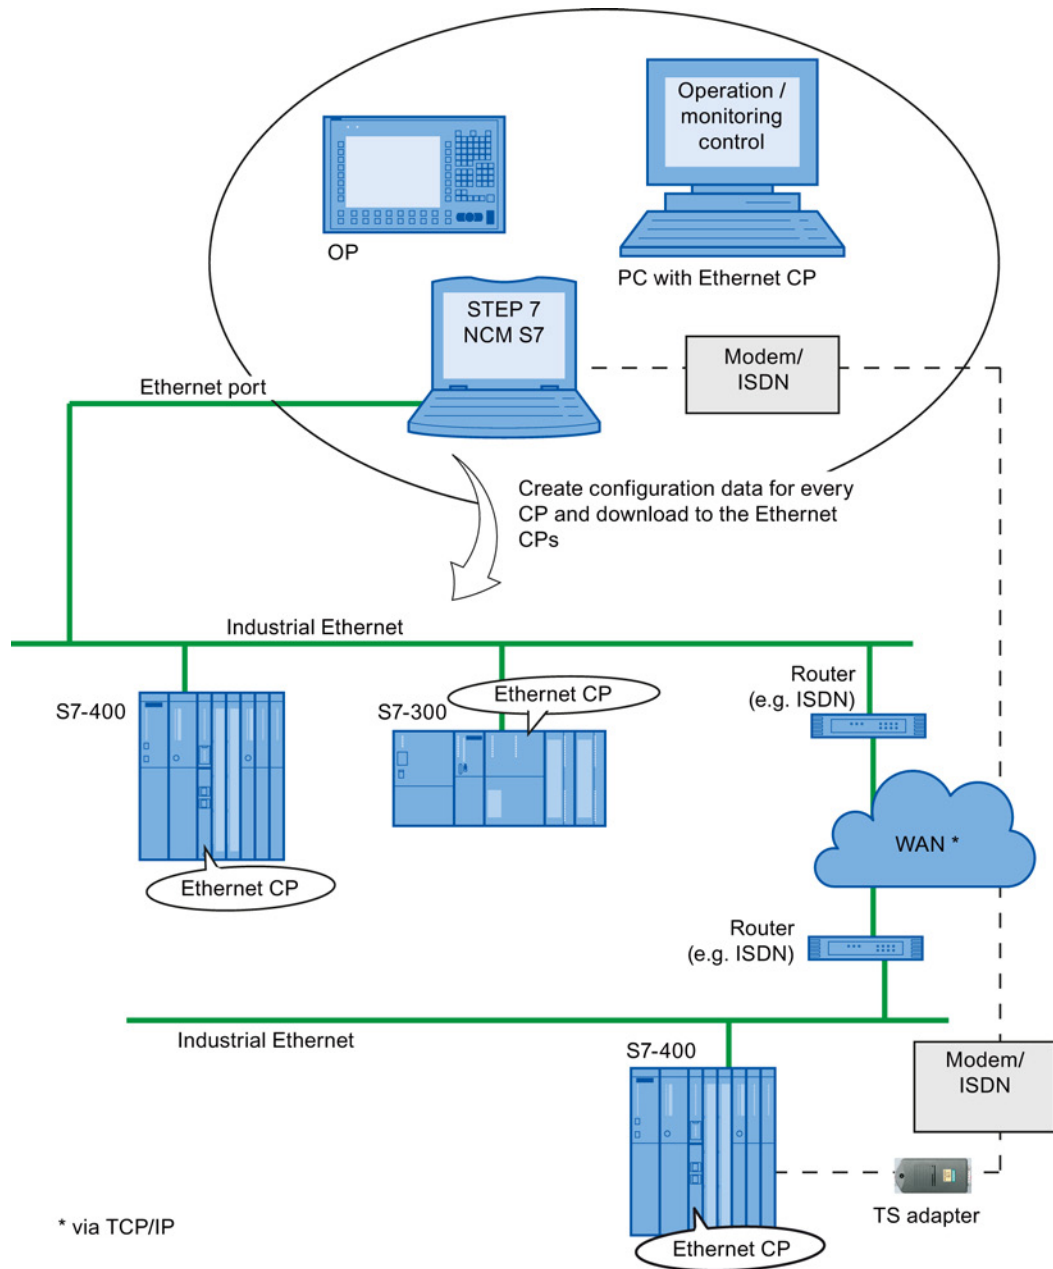 Operation /
monitoring
control
OP
PC with Ethernet CP
STEP 7
NCM S7
Modem/
ISDN
Ethernet port
Create configuration data for every
CP and download to the Ethernet
CPs
Industrial Ethernet
S7-400
S7-300
Ethernet CP
Router
(e.g. ISDN)
Ethernet CP
WAN *
Router
(e.g. ISDN)
Industrial Ethernet
S7-400
Modem/
ISDN
TS adapter
* via TCP/IP
Ethernet CP